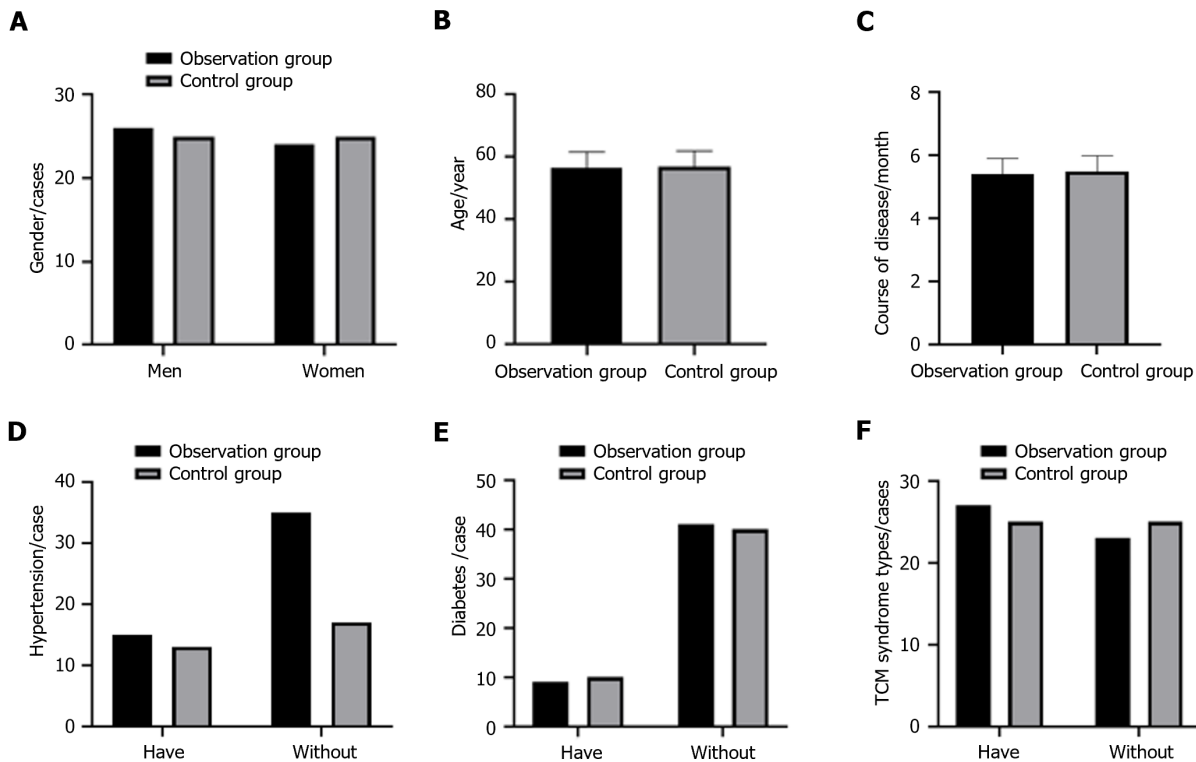 A
Observation group
Control group
Gender/cases
30
20
10
0
Men
Women
B
Age/year
80
60
40
20
0
Observation group
Control group
C
Course of disease/month
8
6
4
2
0
Observation group
Control group
D
Observation group
Control group
Hypertension/case
40
30
17
10
0
Have
Without
E
Observation group
Control group
Diabetes /case
50
40
30
20
10
0
Have
Without
F
Observation group
Control group
TCM syndrome types/cases
30
20
10
0
Have
Without